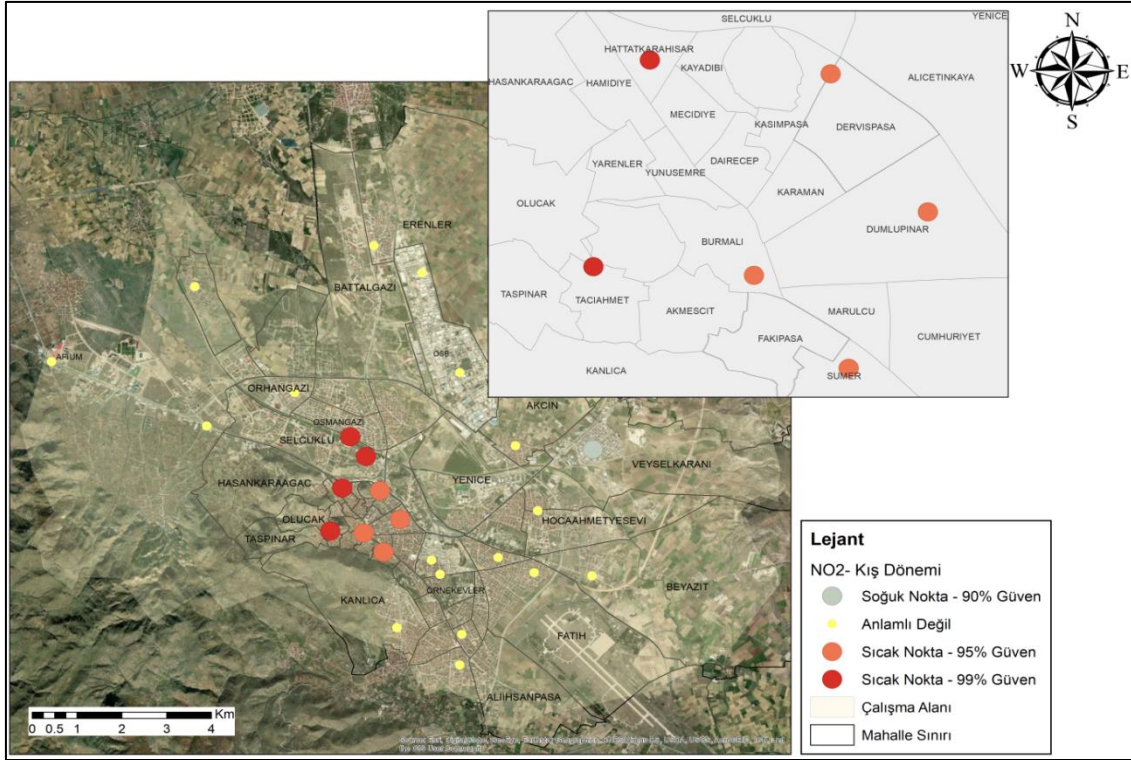 SELCUKLU
YENICE
HATTATKARAHISAR
KAYADIBI
ALICETINKAYA
HASANKARAAGAC
HAMIDIYE
MECIDIYE
KASIMPASA
DERVISPASA
YARENLER
DAIRECEP
YUNUSEMRE
KARAMAN
OLUCAK
DUMLUPINAR
BURMALI
TASPINAR
TACIAHMET
AKMESCIT
MARULCU
FAKIPASA
CUMHURIYET
KANLICA
SUMER
N
W
E
S
ERENLER
BATTALGAZI
OSB
ORHANGAZI
AKCIN
OSMANGAZI
SELCUKLU
VEYSELKARANI
HASANKARAAGAC
YENICE
OLUCAK
HOCAAHMETYESEVI
TASPINAR
BEYAZIT
ORNEKEVLER
KANLICA
FATIH
ALIIHSANPASA
Km
0 0.5 1 2 3 4
Lejant
NO2- Kış Dönemi
Soğuk Nokta - 90% Güven
Anlamlı Değil
Sıcak Nokta - 95% Güven
Sıcak Nokta - 99% Güven
Çalışma Alanı
Mahalle Sınırı